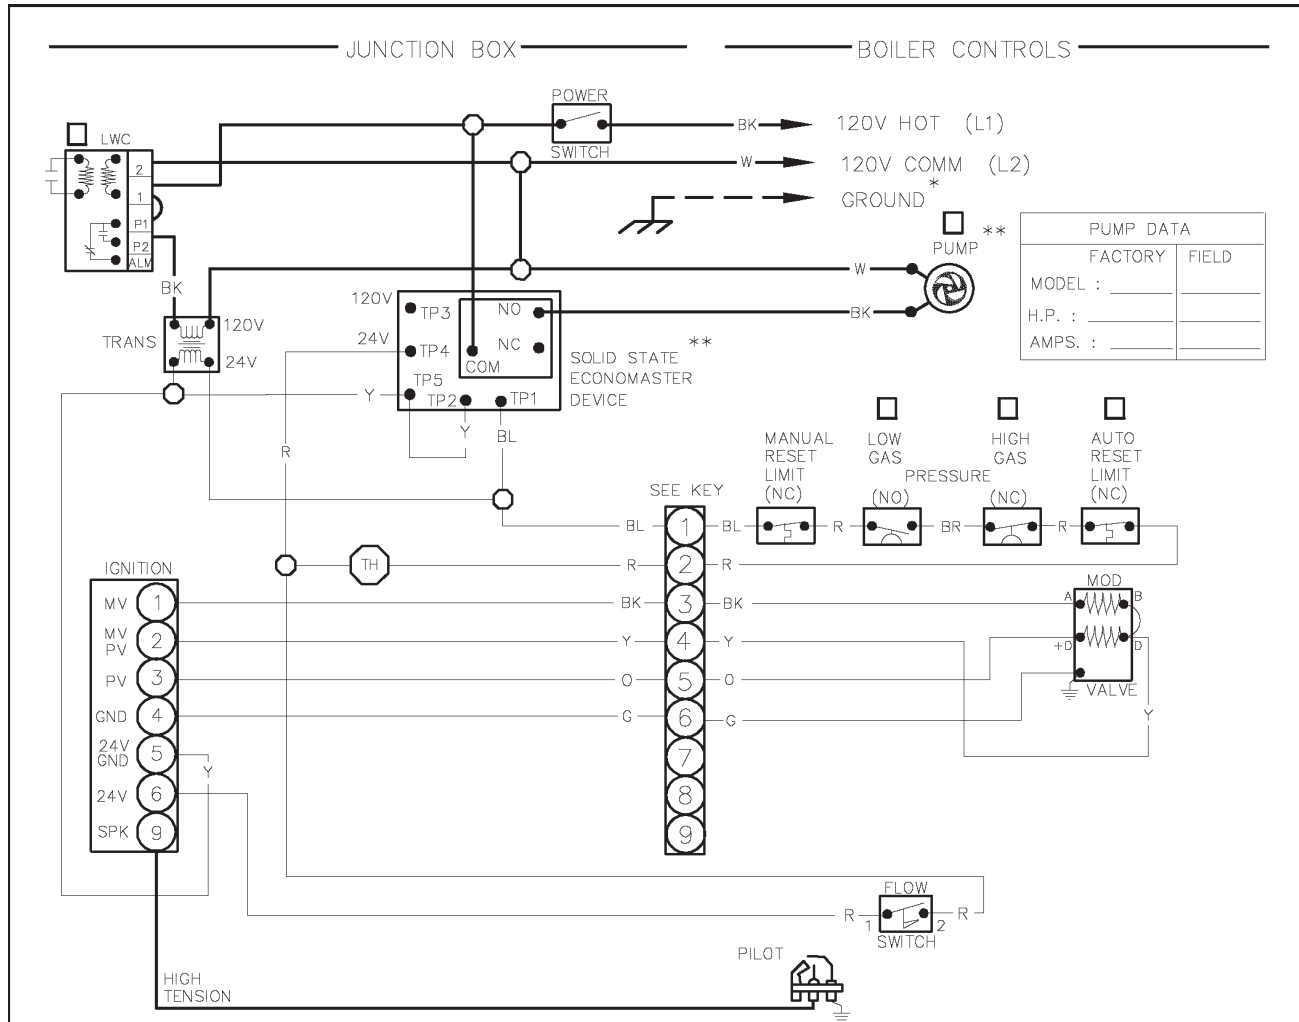 JUNCTION BOX
BOILER CONTROLS
POWER
SWITCH
BK
120V HOT (L1)
W
120V COMM (L2)
GROUND *
LWC
2
1
P1
P2
ALM
BK
TRANS
120V
24V
120V
24V
TP3
TP4
TP5
TP2
TP1
NO
NC
COM
SOLID STATE **
ECONOMASTER
DEVICE
PUMP **
W
BK
PUMP DATA
FACTORY FIELD
MODEL :
H.P. :
AMPS. :
Y
Y
BL
R
MANUAL
RESET
LIMIT
(NC)
LOW
GAS
HIGH
GAS
PRESSURE
(NO)
(NC)
AUTO
RESET
LIMIT
(NC)
SEE KEY
BL 1 BL R BR R
TH
R 2 R
BK 3 BK
Y 4 Y
O 5 O
G 6 G
7
8
9
IGNITION
MV 1
MV
PV 2
PV 3
GND 4
24V
GND 5
Y
24V 6
SPK 9
MOD
A B
+D D
VALVE
Y
FLOW
R 1 2 R
SWITCH
PILOT
HIGH
TENSION